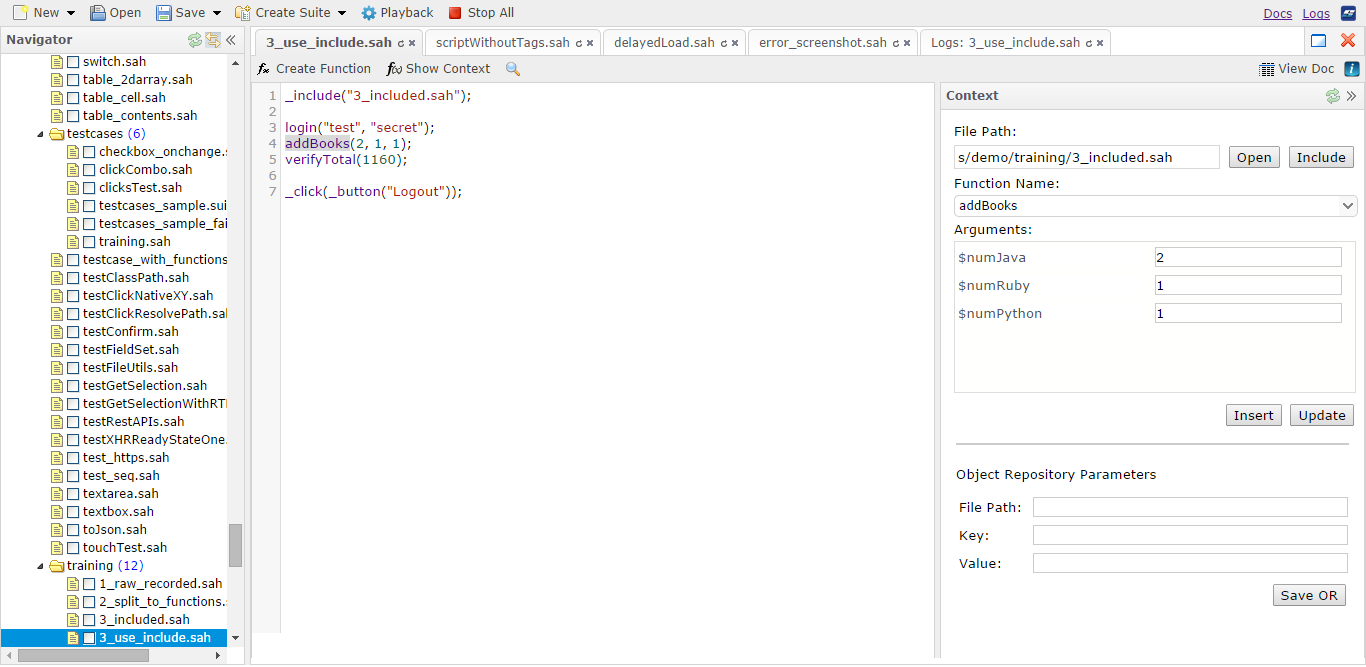 New Open Save Create Suite Playback Stop All Docs Logs
Navigator
switch.sah
table_2darray.sah
table_cell.sah
table_contents.sah
testcases (6)
checkbox_onchange.s
clickCombo.sah
clicksTest.sah
testcases_sample.sui
testcases_sample_fai
training.sah
testcase_with_functions
testClassPath.sah
testClickNativeXY.sah
testClickResolvePath.sah
testConfirm.sah
testFieldSet.sah
testFileUtils.sah
testGetSelection.sah
testGetSelectionWithRTI
testRestAPIs.sah
testXHRReadyStateOne.
test_https.sah
test_seq.sah
textarea.sah
textbox.sah
toJson.sah
touchTest.sah
training (12)
1_raw_recorded.sah
2_split_to_functions.s
3_included.sah
3_use_include.sah
3_use_include.sah scriptWithoutTags.sah delayedLoad.sah error_screenshot.sah Logs: 3_use_include.sah
Create Function Show Context View Doc
1 _include("3_included.sah");
2
3 login("test", "secret");
4 addBooks(2, 1, 1);
5 verifyTotal(1160);
6
7 _click(_button("Logout"));
Context
File Path:
s/demo/training/3_included.sah Open Include
Function Name:
addBooks
Arguments:
$numJava 2
$numRuby 1
$numPython 1
Insert Update
Object Repository Parameters
File Path:
Key:
Value:
Save OR